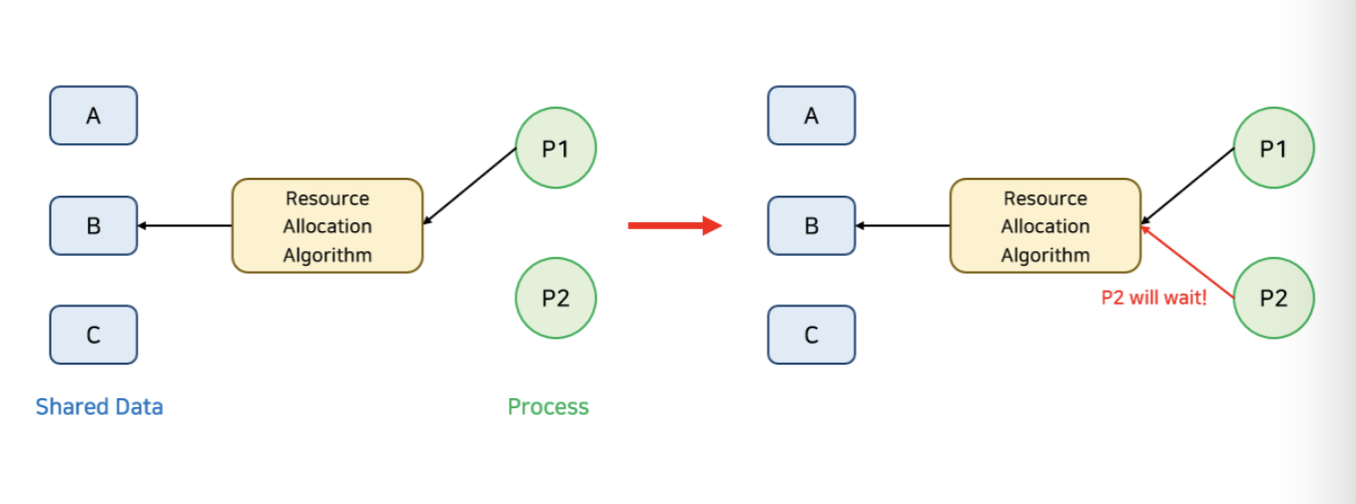 A
B
C
Resource
Allocation
Algorithm
P1
P2
Shared Data
Process
A
B
C
Resource
Allocation
Algorithm
P1
P2 will wait!
P2